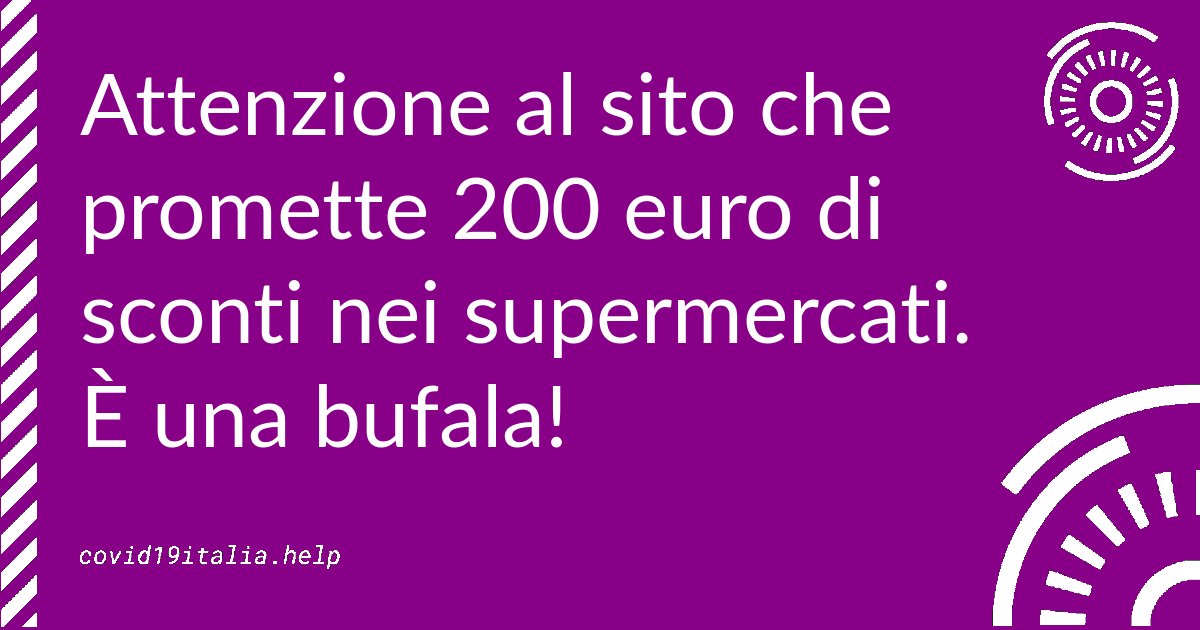 Attenzione al sito che
promette 200 euro di
sconti nei supermercati.
È una bufala!
covid19italia.help